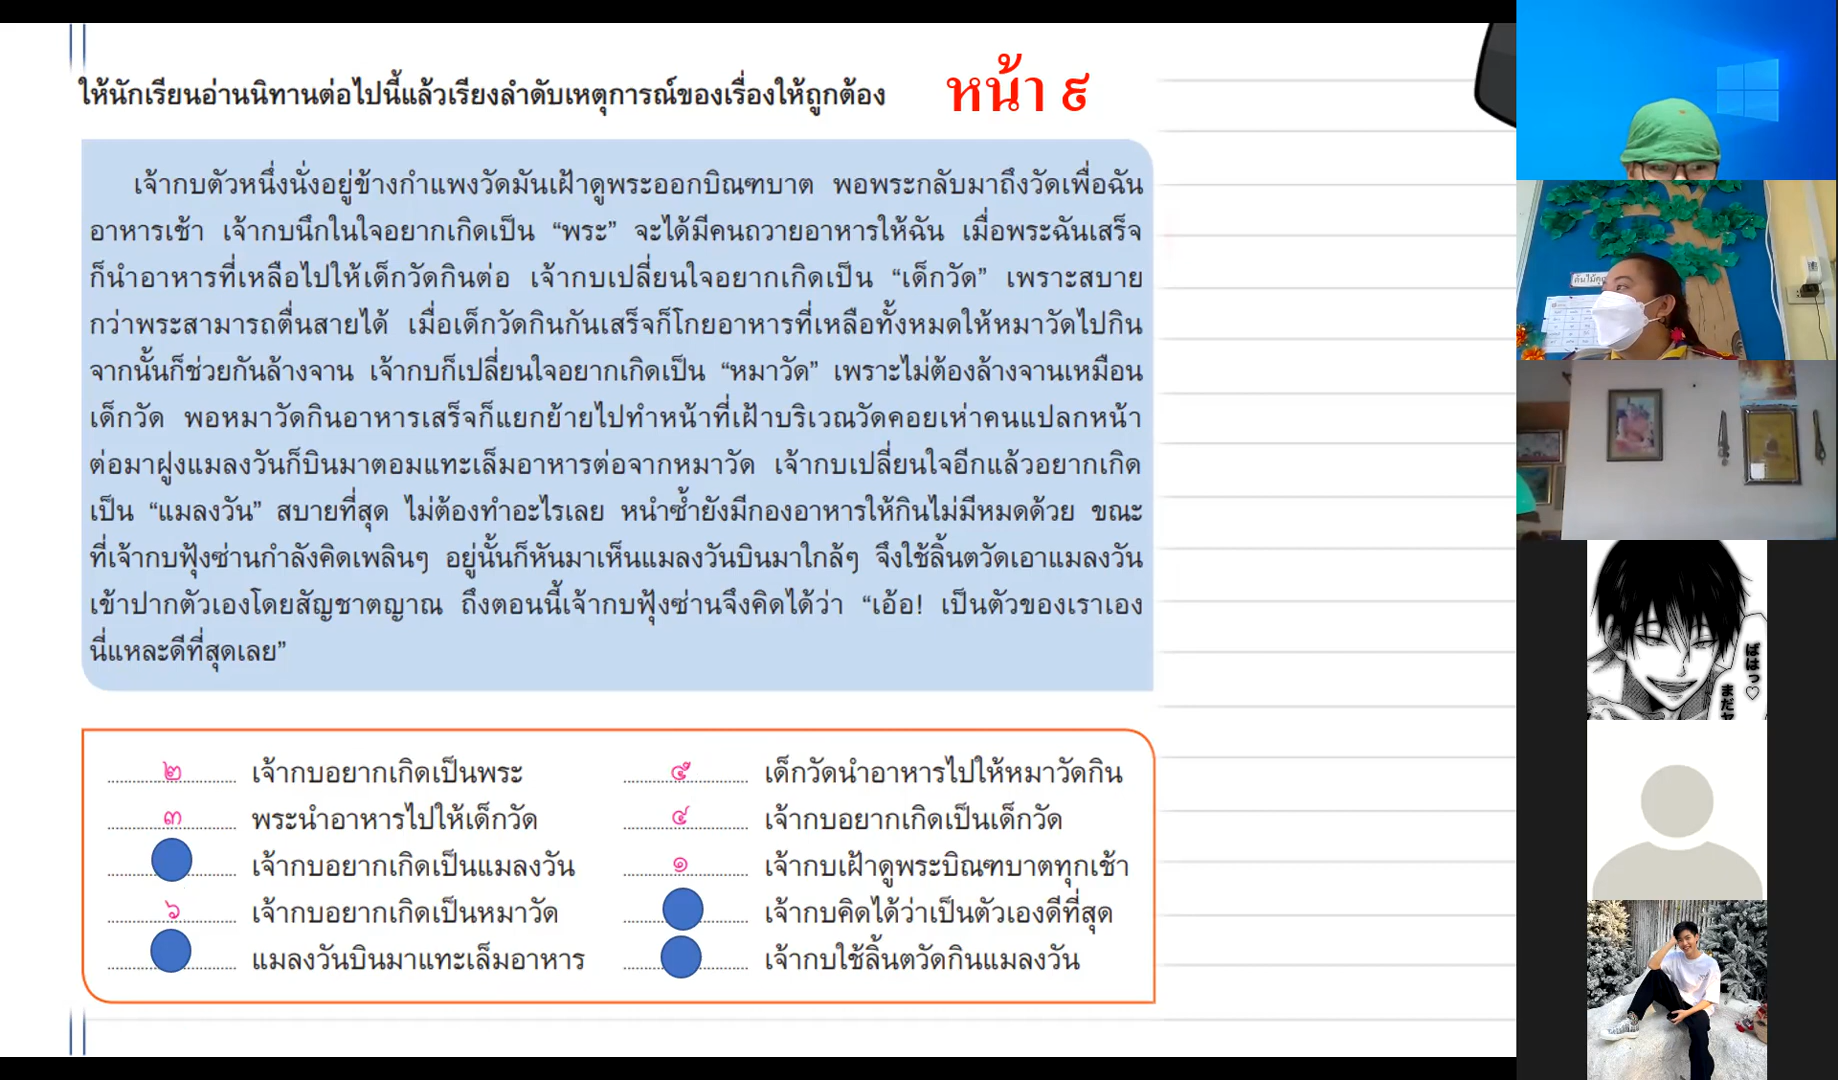 ให้นักเรียนอ่านนิทานต่อไปนี้แล้วเรียงลำดับเหตุการณ์ของเรื่องให้ถูกต้อง
หน้า ๙
เจ้ากบตัวหนึ่งนั่งอยู่ข้างกำแพงวัดมันเฝ้าดูพระออกบิณฑบาต พอพระกลับมาถึงวัดเพื่อฉัน
อาหารเช้า เจ้ากบนึกในใจอยากเกิดเป็น “พระ” จะได้มีคนถวายอาหารให้ฉัน เมื่อพระฉันเสร็จ
ก็นำอาหารที่เหลือไปให้เด็กวัดกินต่อ เจ้ากบเปลี่ยนใจอยากเกิดเป็น “เด็กวัด” เพราะสบาย
กว่าพระสามารถตื่นสายได้ เมื่อเด็กวัดกินกันเสร็จก็โกยอาหารที่เหลือทั้งหมดให้หมาวัดไปกิน
จากนั้นก็ช่วยกันล้างจาน เจ้ากบก็เปลี่ยนใจอยากเกิดเป็น “หมาวัด” เพราะไม่ต้องล้างจานเหมือน
เด็กวัด พอหมาวัดกินอาหารเสร็จก็แยกย้ายไปทำหน้าที่เฝ้าบริเวณวัดคอยเห่าคนแปลกหน้า
ต่อมาฝูงแมลงวันก็บินมาตอมแทะเล็มอาหารต่อจากหมาวัด เจ้ากบเปลี่ยนใจอีกแล้วอยากเกิด
เป็น “แมลงวัน” สบายที่สุด ไม่ต้องทำอะไรเลย หนำซ้ำยังมีกองอาหารให้กินไม่มีหมดด้วย ขณะ
ที่เจ้ากบฟุ้งซ่านกำลังคิดเพลินๆ อยู่นั้นก็หันมาเห็นแมลงวันบินมาใกล้ๆ จึงใช้ลิ้นตวัดเอาแมลงวัน
เข้าปากตัวเองโดยสัญชาตญาณ ถึงตอนนี้เจ้ากบฟุ้งซ่านจึงคิดได้ว่า “เอ้อ! เป็นตัวของเราเอง
นี่แหละดีที่สุดเลย”
๒ เจ้ากบอยากเกิดเป็นพระ
๓ พระนำอาหารไปให้เด็กวัด
เจ้ากบอยากเกิดเป็นแมลงวัน
๖ เจ้ากบอยากเกิดเป็นหมาวัด
แมลงวันบินมาแทะเล็มอาหาร
๕ เด็กวัดนำอาหารไปให้หมาวัดกิน
๔ เจ้ากบอยากเกิดเป็นเด็กวัด
๑ เจ้ากบเฝ้าดูพระบิณฑบาตทุกเช้า
เจ้ากบคิดได้ว่าเป็นตัวเองดีที่สุด
เจ้ากบใช้ลิ้นตวัดกินแมลงวัน
ばはっ♡